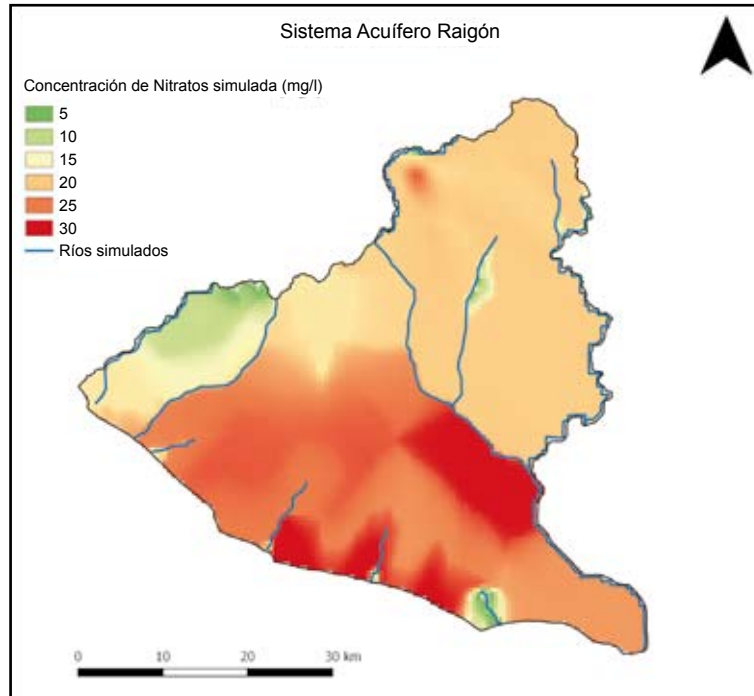 Sistema Acuífero Raigón
Concentración de Nitratos simulada (mg/l)
5
10
15
20
25
30
Ríos simulados
0 10 20 30 km